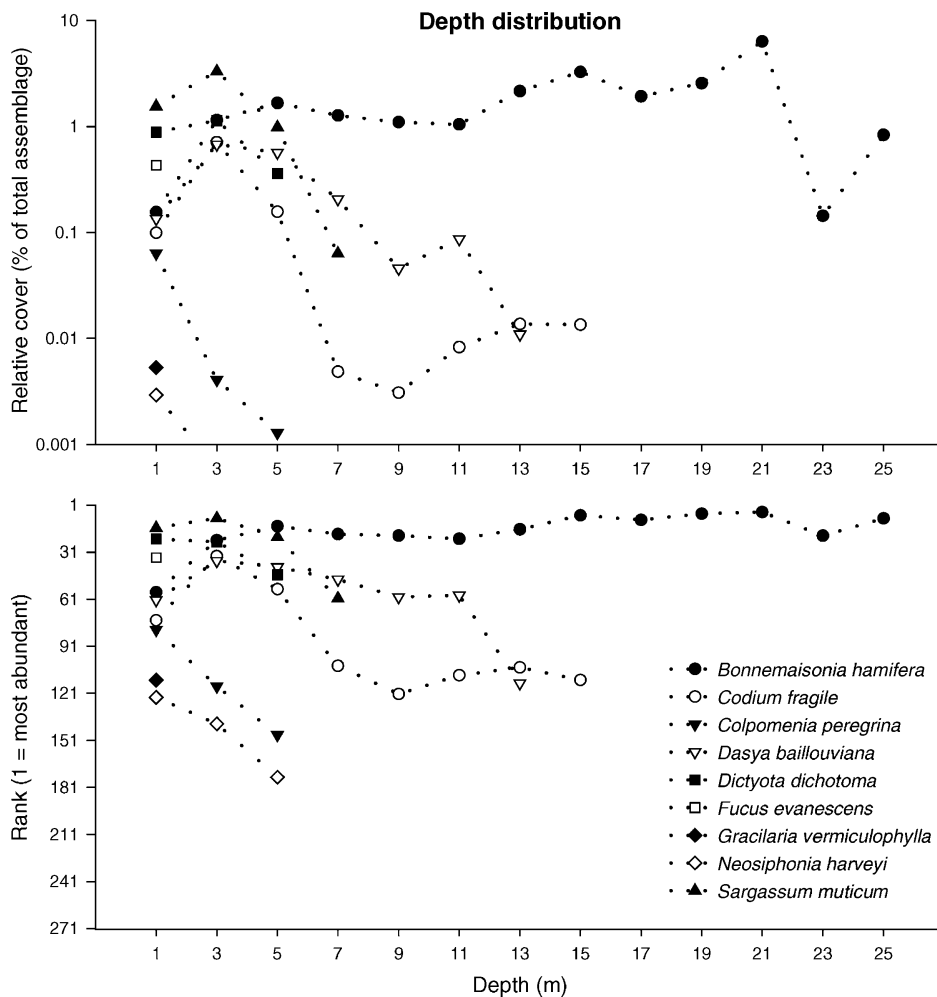 Depth distribution
Relative cover (% of total assemblage)
10
1
0.1
0.01
0.001
1 3 5 7 9 11 13 15 17 19 21 23 25
Rank (1 = most abundant)
1
31
61
91
121
151
181
211
241
271
Bonnemaisonia hamifera
Codium fragile
Colpomenia peregrina
Dasya baillouviana
Dictyota dichotoma
Fucus evanescens
Gracilaria vermiculophylla
Neosiphonia harveyi
Sargassum muticum
1 3 5 7 9 11 13 15 17 19 21 23 25
Depth (m)